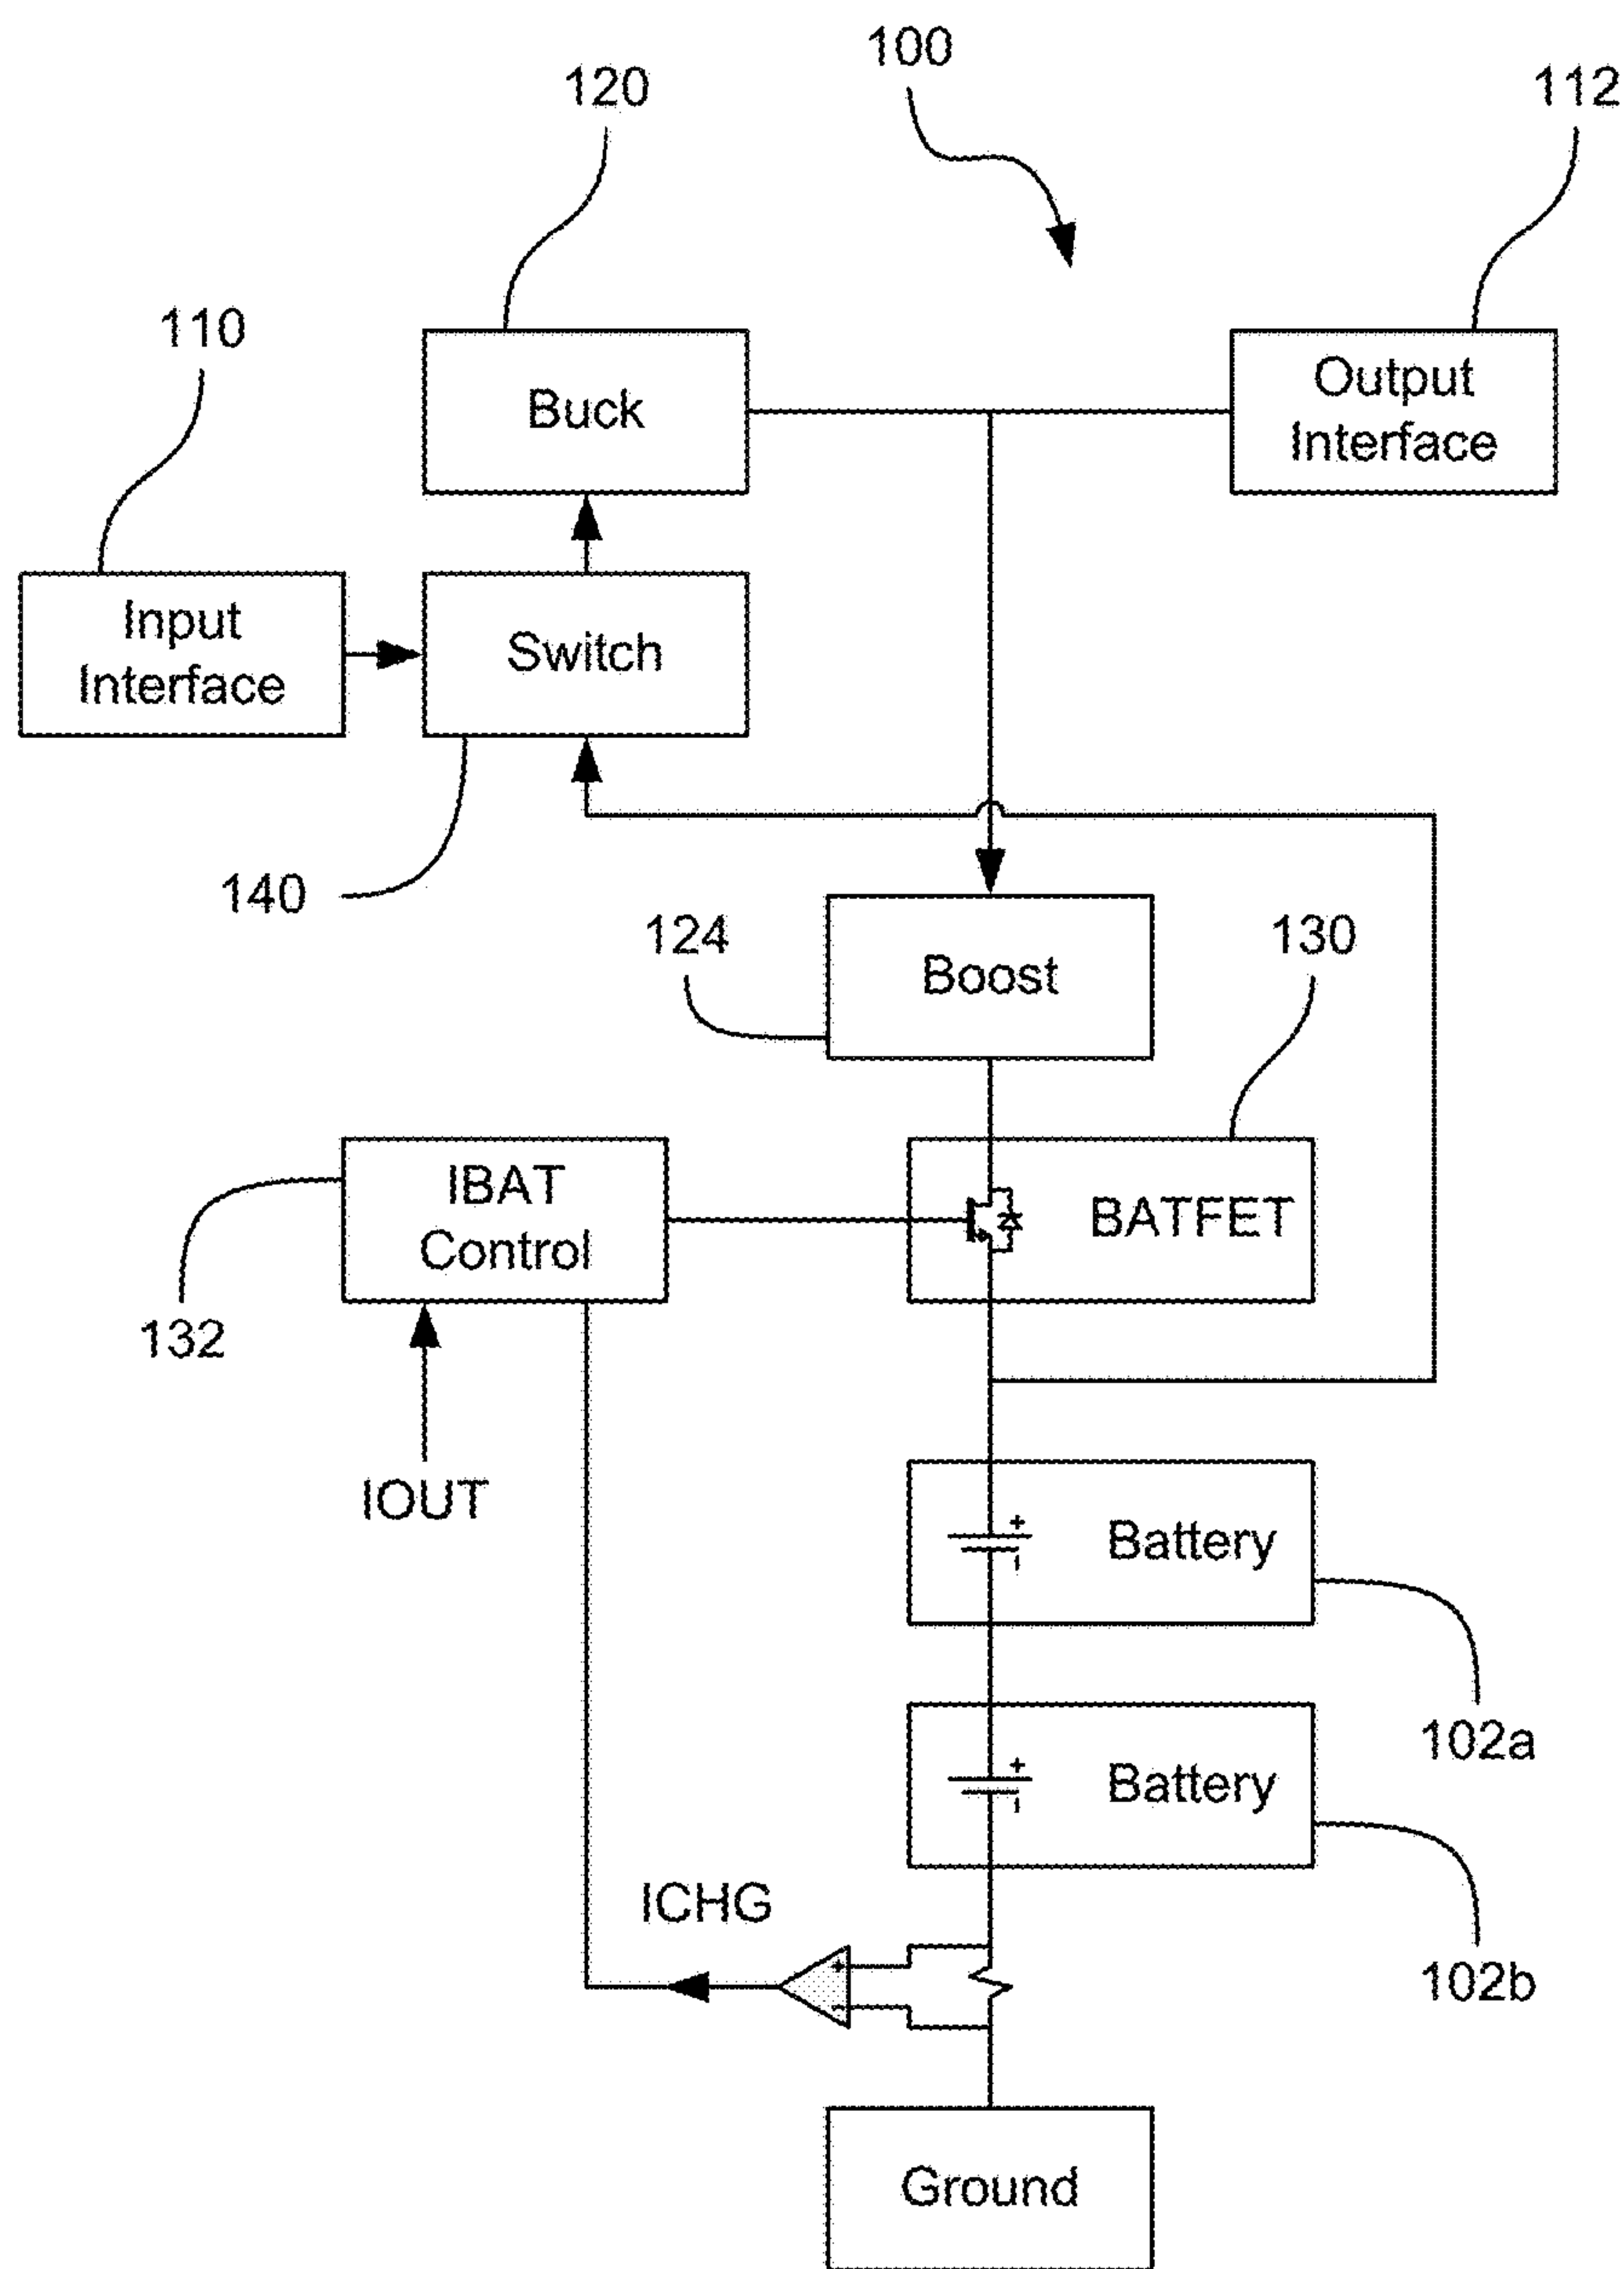 100
120
112
110
Buck
Output
Interface
Input
Interface
Switch
140
124
130
Boost
IBAT
Control
BATFET
132
IOUT
+
-
Battery
102a
+
-
Battery
102b
ICHG
+
-
Ground